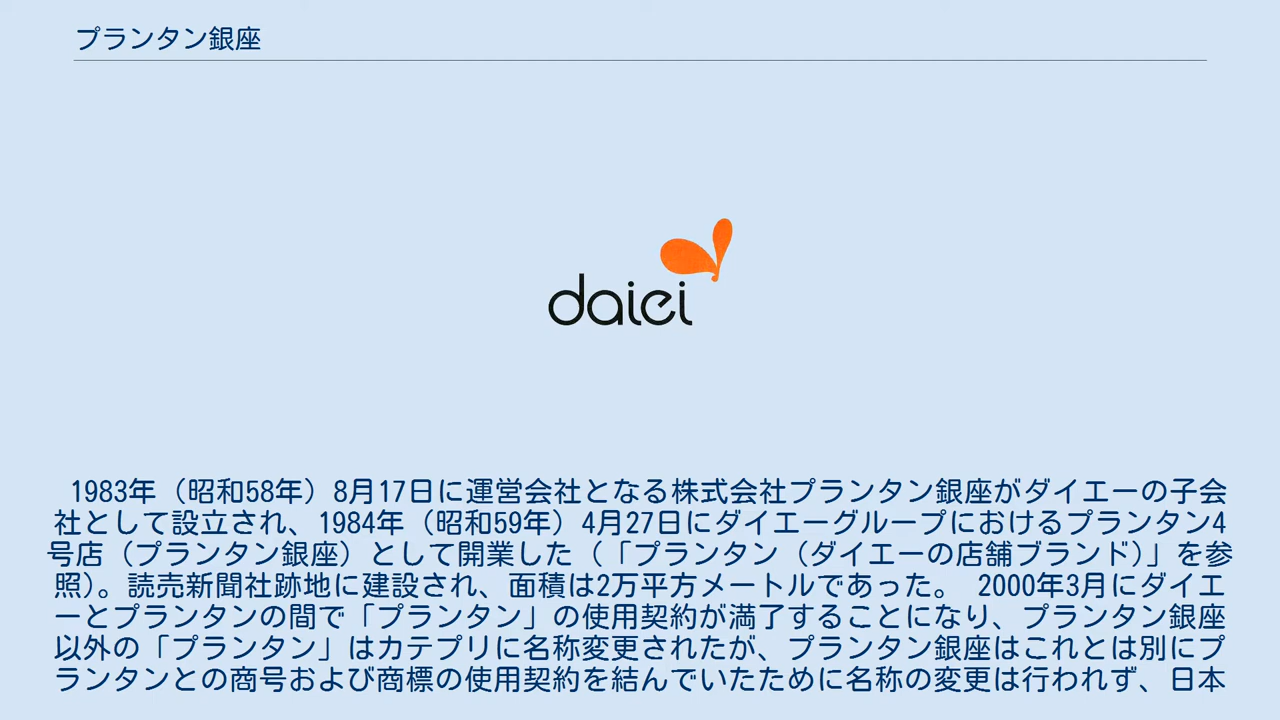 プランタン銀座
daiei
1983年（昭和58年）8月17日に運営会社となる株式会社プランタン銀座がダイエーの子会
社として設立され、1984年（昭和59年）4月27日にダイエーグループにおけるプランタン4
号店（プランタン銀座）として開業した（「プランタン（ダイエーの店舗ブランド）」を参
照）。読売新聞社跡地に建設され、面積は2万平方メートルであった。 2000年3月にダイエ
ーとプランタンの間で「プランタン」の使用契約が満了することになり、プランタン銀座
以外の「プランタン」はカテプリに名称変更されたが、プランタン銀座はこれとは別にプ
ランタンとの商号および商標の使用契約を結んでいたために名称の変更は行われず、日本